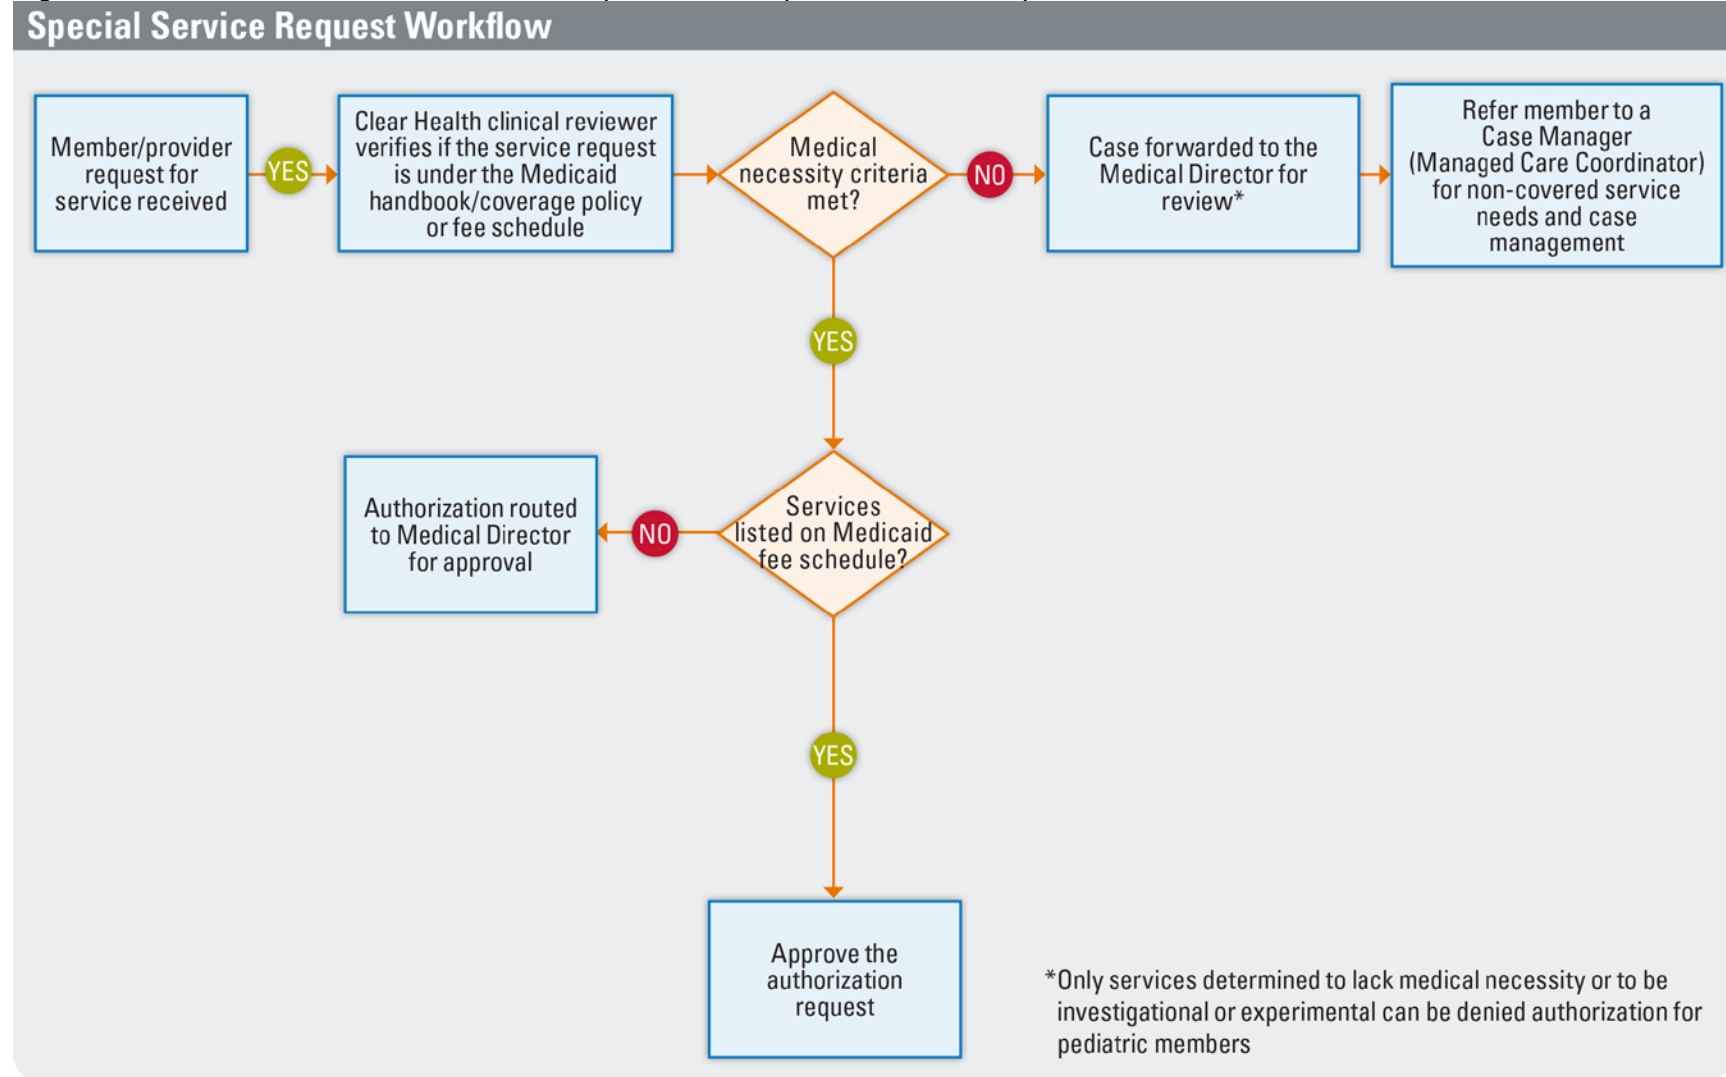 Special Service Request Workflow
Member/provider
request for
service received
YES
Clear Health clinical reviewer
verifies if the service request
is under the Medicaid
handbook/coverage policy
or fee schedule
Medical
necessity criteria
met?
NO
Case forwarded to the
Medical Director for
review*
Refer member to a
Case Manager
(Managed Care Coordinator)
for non-covered service
needs and case
management
YES
Authorization routed
to Medical Director
for approval
NO
Services
listed on Medicaid
fee schedule?
YES
Approve the
authorization
request
*Only services determined to lack medical necessity or to be
investigational or experimental can be denied authorization for
pediatric members